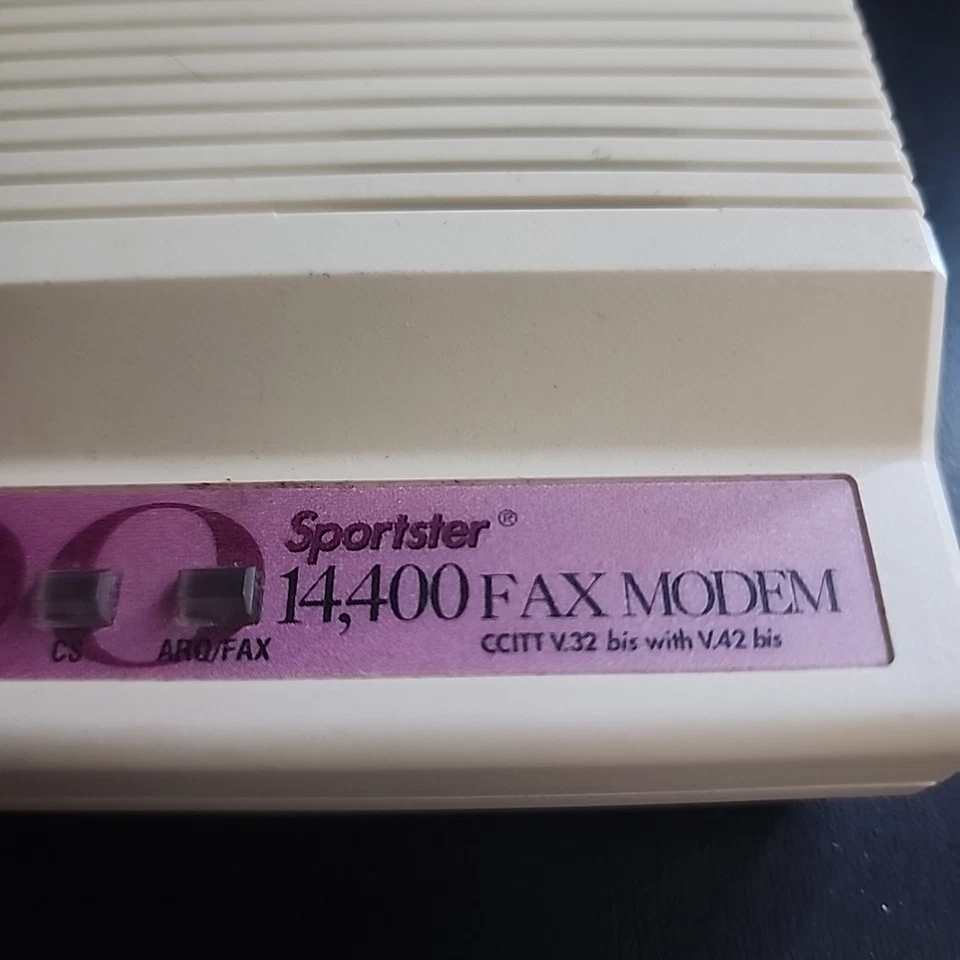 Sportster®
14,400 FAX MODEM
CS ARQ/FAX CCITT V.32 bis with V.42 bis